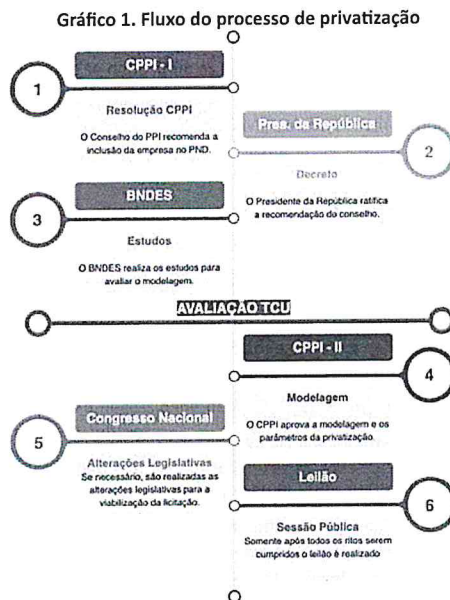 Gráfico 1. Fluxo do processo de privatização
1
CPPI - I
Resolução CPPI
O Conselho do PPI recomenda a
inclusão da empresa no PND.
Pres. da República
2
Decreto
O Presidente da República ratifica
a recomendação do conselho.
3
BNDES
Estudos
O BNDES realiza os estudos para
avaliar o modelagem.
AVALIAÇÃO TCU
CPPI - II
4
Modelagem
O CPPI aprova a modelagem e os
parâmetros da privatização.
5
Congresso Nacional
Alterações Legislativas
Se necessário, são realizadas as
alterações legislativas para a
viabilização da licitação.
Leilão
6
Sessão Pública
Somente após todos os ritos serem
cumpridos o leilão é realizado